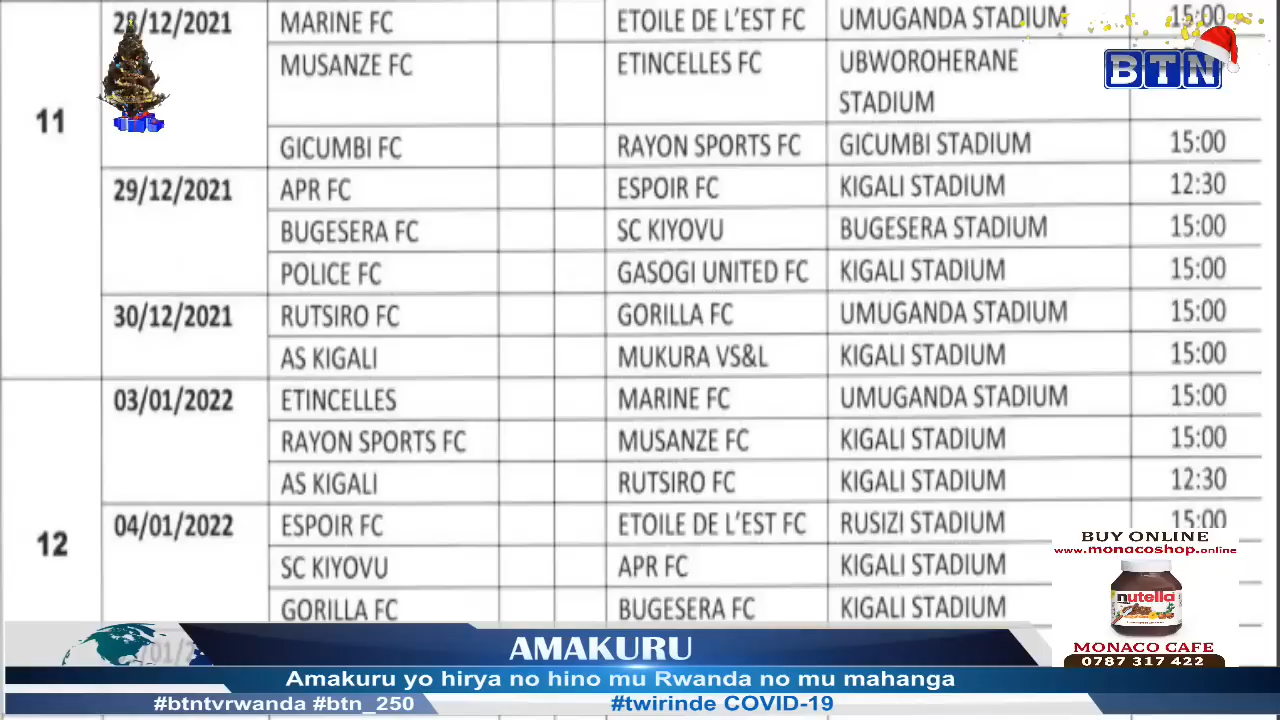 28/12/2021 MARINE FC ETOILE DE L’EST FC UMUGANDA STADIUM 15:00
MUSANZE FC ETINCELLES FC UBWOROHERANE
STADIUM
BTN
11
GICUMBI FC RAYON SPORTS FC GICUMBI STADIUM 15:00
29/12/2021 APR FC ESPOIR FC KIGALI STADIUM 12:30
BUGESERA FC SC KIYOVU BUGESERA STADIUM 15:00
POLICE FC GASOGI UNITED FC KIGALI STADIUM 15:00
30/12/2021 RUTSIRO FC GORILLA FC UMUGANDA STADIUM 15:00
AS KIGALI MUKURA VS&L KIGALI STADIUM 15:00
03/01/2022 ETINCELLES MARINE FC UMUGANDA STADIUM 15:00
RAYON SPORTS FC MUSANZE FC KIGALI STADIUM 15:00
AS KIGALI RUTSIRO FC KIGALI STADIUM 12:30
12
04/01/2022 ESPOIR FC ETOILE DE L’EST FC RUSIZI STADIUM 15:00
SC KIYOVU APR FC KIGALI STADIUM
GORILLA FC BUGESERA FC KIGALI STADIUM
BUY ONLINE
www.monacoshop.online
nutella
MONACO CAFE
0787 317 422
AMAKURU
Amakuru yo hirya no hino mu Rwanda no mu mahanga
#btntvrwanda #btn_250 #twirinde COVID-19